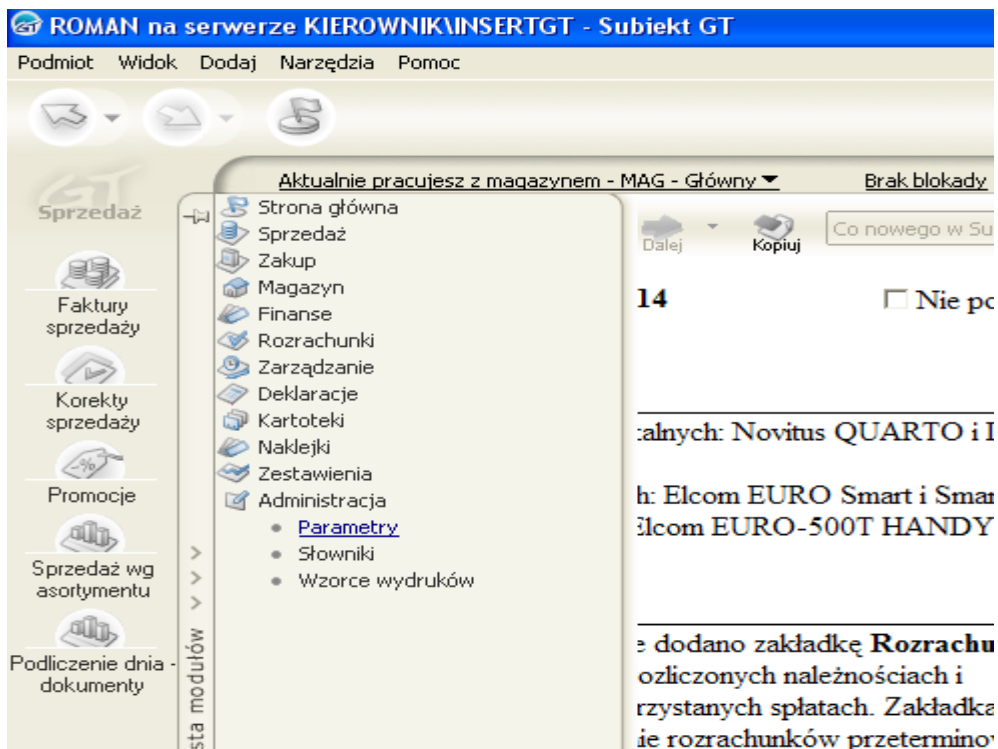 ROMAN na serwerze KIEROWNIK\INSERTGT - Subiekt GT
Podmiot Widok Dodaj Narzędzia Pomoc
Aktualnie pracujesz z magazynem - MAG - Główny Brak blokady
GT
Sprzedaż
Faktury
sprzedaży
Korekty
sprzedaży
Promocje
Sprzedaż wg
asortymentu
Podliczenie dnia -
dokumenty
sta modułów
Strona główna
Sprzedaż
Zakup
Magazyn
Finanse
Rozrachunki
Zarządzanie
Deklaracje
Kartoteki
Naklejki
Zestawienia
Administracja
Parametry
Słowniki
Wzorce wydruków
Dalej Kopiuj Co nowego w Su
14 Nie po
talnych: Novitus QUARTO i
h: Elcom EURO Smart i Smar
Elcom EURO-500T HANDY
e dodano zakładkę Rozrachu
ozliczonych należnościach i
rzystanych spłatach. Zakładka
ie rozrachunków przeterminow